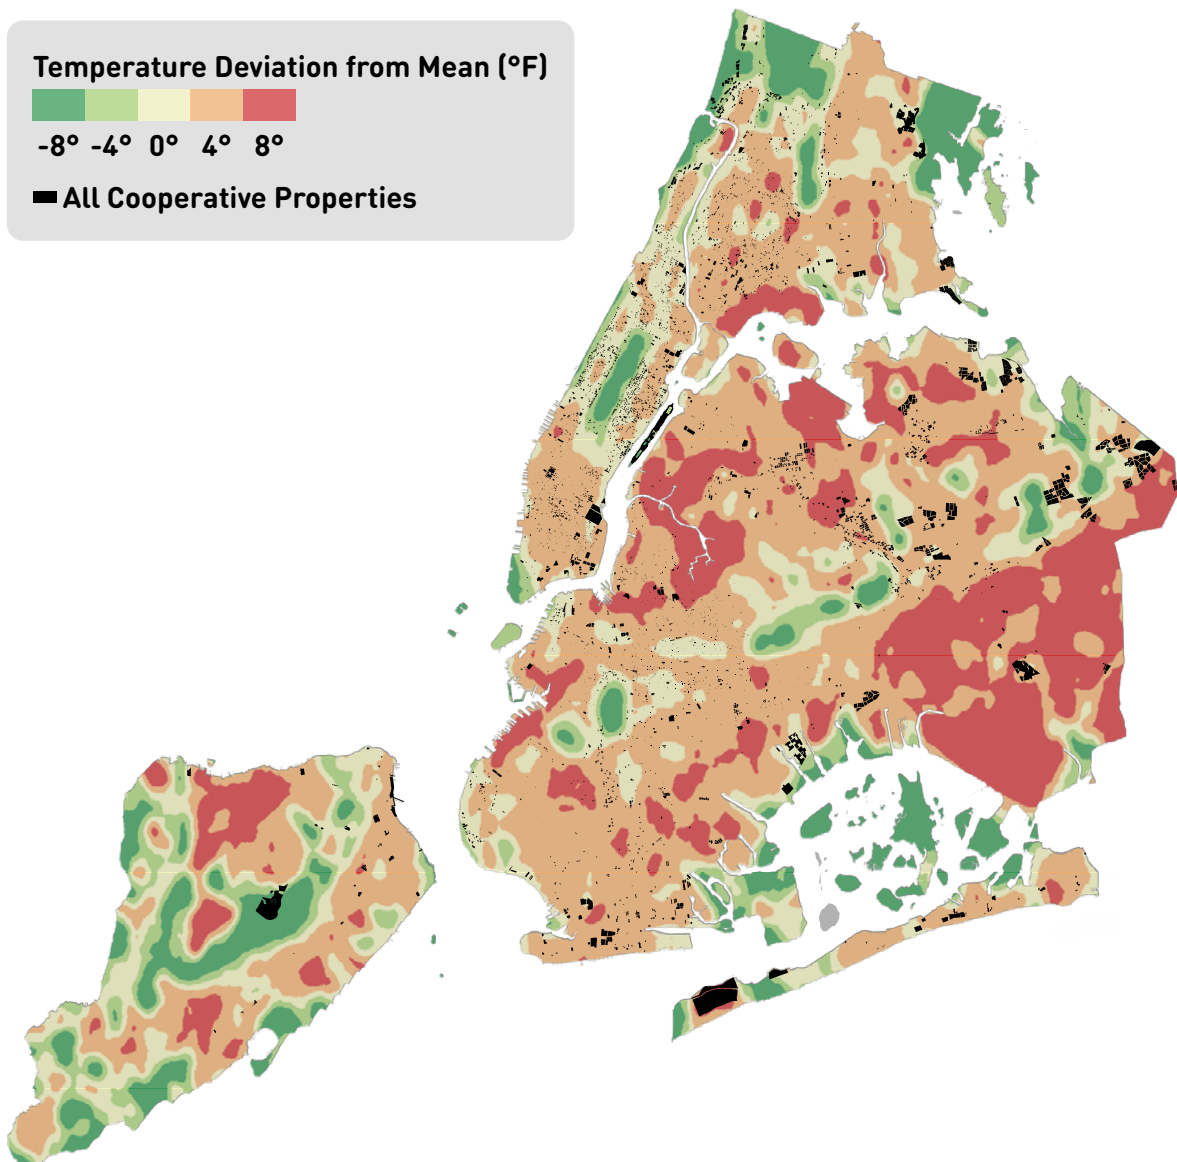 Temperature Deviation from Mean (°F)
-8° -4° 0° 4° 8°
All Cooperative Properties